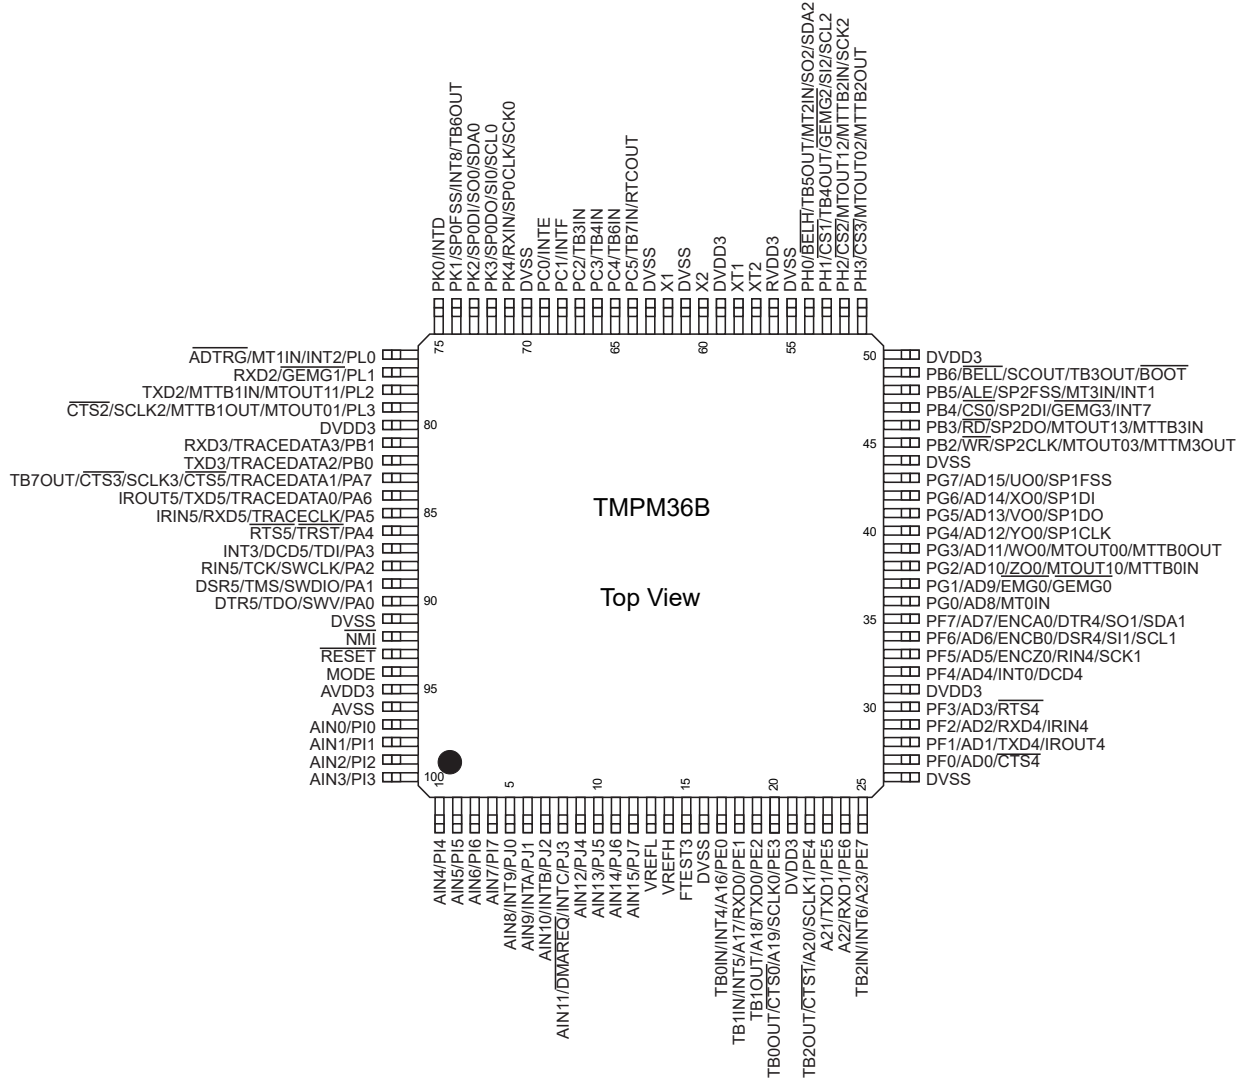 PK0/INTD
PK1/SP0FSS/INT8/TB6OUT
PK2/SP0DI/SO0/SDA0
PK3/SP0DO/SI0/SCL0
PK4/RXIN/SP0CLK/SCK0
DVSS
PC0/INTE
PC1/INTF
PC2/TB3IN
PC3/TB4IN
PC4/TB6IN
PC5/TB7IN/RTCOUT
DVSS
X1
DVSS
X2
DVDD3
XT1
XT2
RVDD3
DVSS
PH0/BELH/TB5OUT/MT2IN/SO2/SDA2
PH1/CS1/TB4OUT/GEMG2/SI2/SCL2
PH2/CS2/MTOUT12/MTTB2IN/SCK2
PH3/CS3/MTOUT02/MTTB2OUT
75
70
65
60
55
ADTRG/MT1IN/INT2/PL0
RXD2/GEMG1/PL1
TXD2/MTTB1IN/MTOUT11/PL2
CTS2/SCLK2/MTTB1OUT/MTOUT01/PL3
DVDD3
RXD3/TRACEDATA3/PB1
TXD3/TRACEDATA2/PB0
TB7OUT/CTS3/SCLK3/CTS5/TRACEDATA1/PA7
IROUT5/TXD5/TRACEDATA0/PA6
IRIN5/RXD5/TRACECLK/PA5
RTS5/TRST/PA4
INT3/DCD5/TDI/PA3
RIN5/TCK/SWCLK/PA2
DSR5/TMS/SWDIO/PA1
DTR5/TDO/SWV/PA0
DVSS
NMI
RESET
MODE
AVDD3
AVSS
AIN0/PI0
AIN1/PI1
AIN2/PI2
AIN3/PI3
80
85
90
95
100
TMPM36B
Top View
50
45
40
35
30
DVDD3
PB6/BELL/SCOUT/TB3OUT/BOOT
PB5/ALE/SP2FSS/MT3IN/INT1
PB4/CS0/SP2DI/GEMG3/INT7
PB3/RD/SP2DO/MTOUT13/MTTB3IN
PB2/WR/SP2CLK/MTOUT03/MTTM3OUT
DVSS
PG7/AD15/UO0/SP1FSS
PG6/AD14/XO0/SP1DI
PG5/AD13/VO0/SP1DO
PG4/AD12/YO0/SP1CLK
PG3/AD11/WO0/MTOUT00/MTTB0OUT
PG2/AD10/ZO0/MTOUT10/MTTB0IN
PG1/AD9/EMG0/GEMG0
PG0/AD8/MT0IN
PF7/AD7/ENCA0/DTR4/SO1/SDA1
PF6/AD6/ENCB0/DSR4/SI1/SCL1
PF5/AD5/ENCZ0/RIN4/SCK1
PF4/AD4/INT0/DCD4
DVDD3
PF3/AD3/RTS4
PF2/AD2/RXD4/IRIN4
PF1/AD1/TXD4/IROUT4
PF0/AD0/CTS4
DVSS
1
5
10
15
20
25
AIN4/PI4
AIN5/PI5
AIN6/PI6
AIN7/PI7
AIN8/INT9/PJ0
AIN9/INTA/PJ1
AIN10/INTB/PJ2
AIN11/DMAREQ/INTC/PJ3
AIN12/PJ4
AIN13/PJ5
AIN14/PJ6
AIN15/PJ7
VREFL
VREFH
FTEST3
DVSS
TB0IN/INT4/A16/PE0
TB1IN/INT5/A17/RXD0/PE1
TB1OUT/A18/TXD0/PE2
TB0OUT/CTS0/A19/SCLK0/PE3
DVDD3
TB2OUT/CTS1/A20/SCLK1/PE4
A21/TXD1/PE5
A22/RXD1/PE6
TB2IN/INT6/A23/PE7